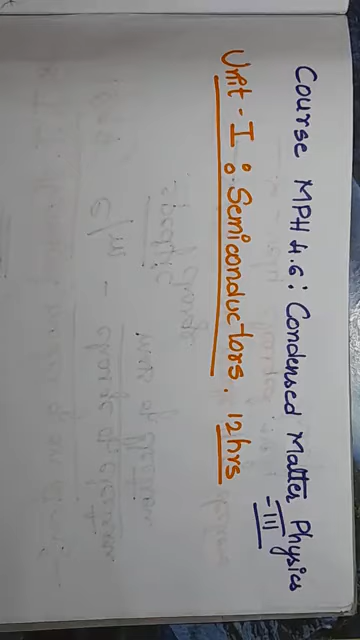 Course MPH 4.6: Condensed Matter Physics
- III
Unit - I : Semiconductors. 12hrs